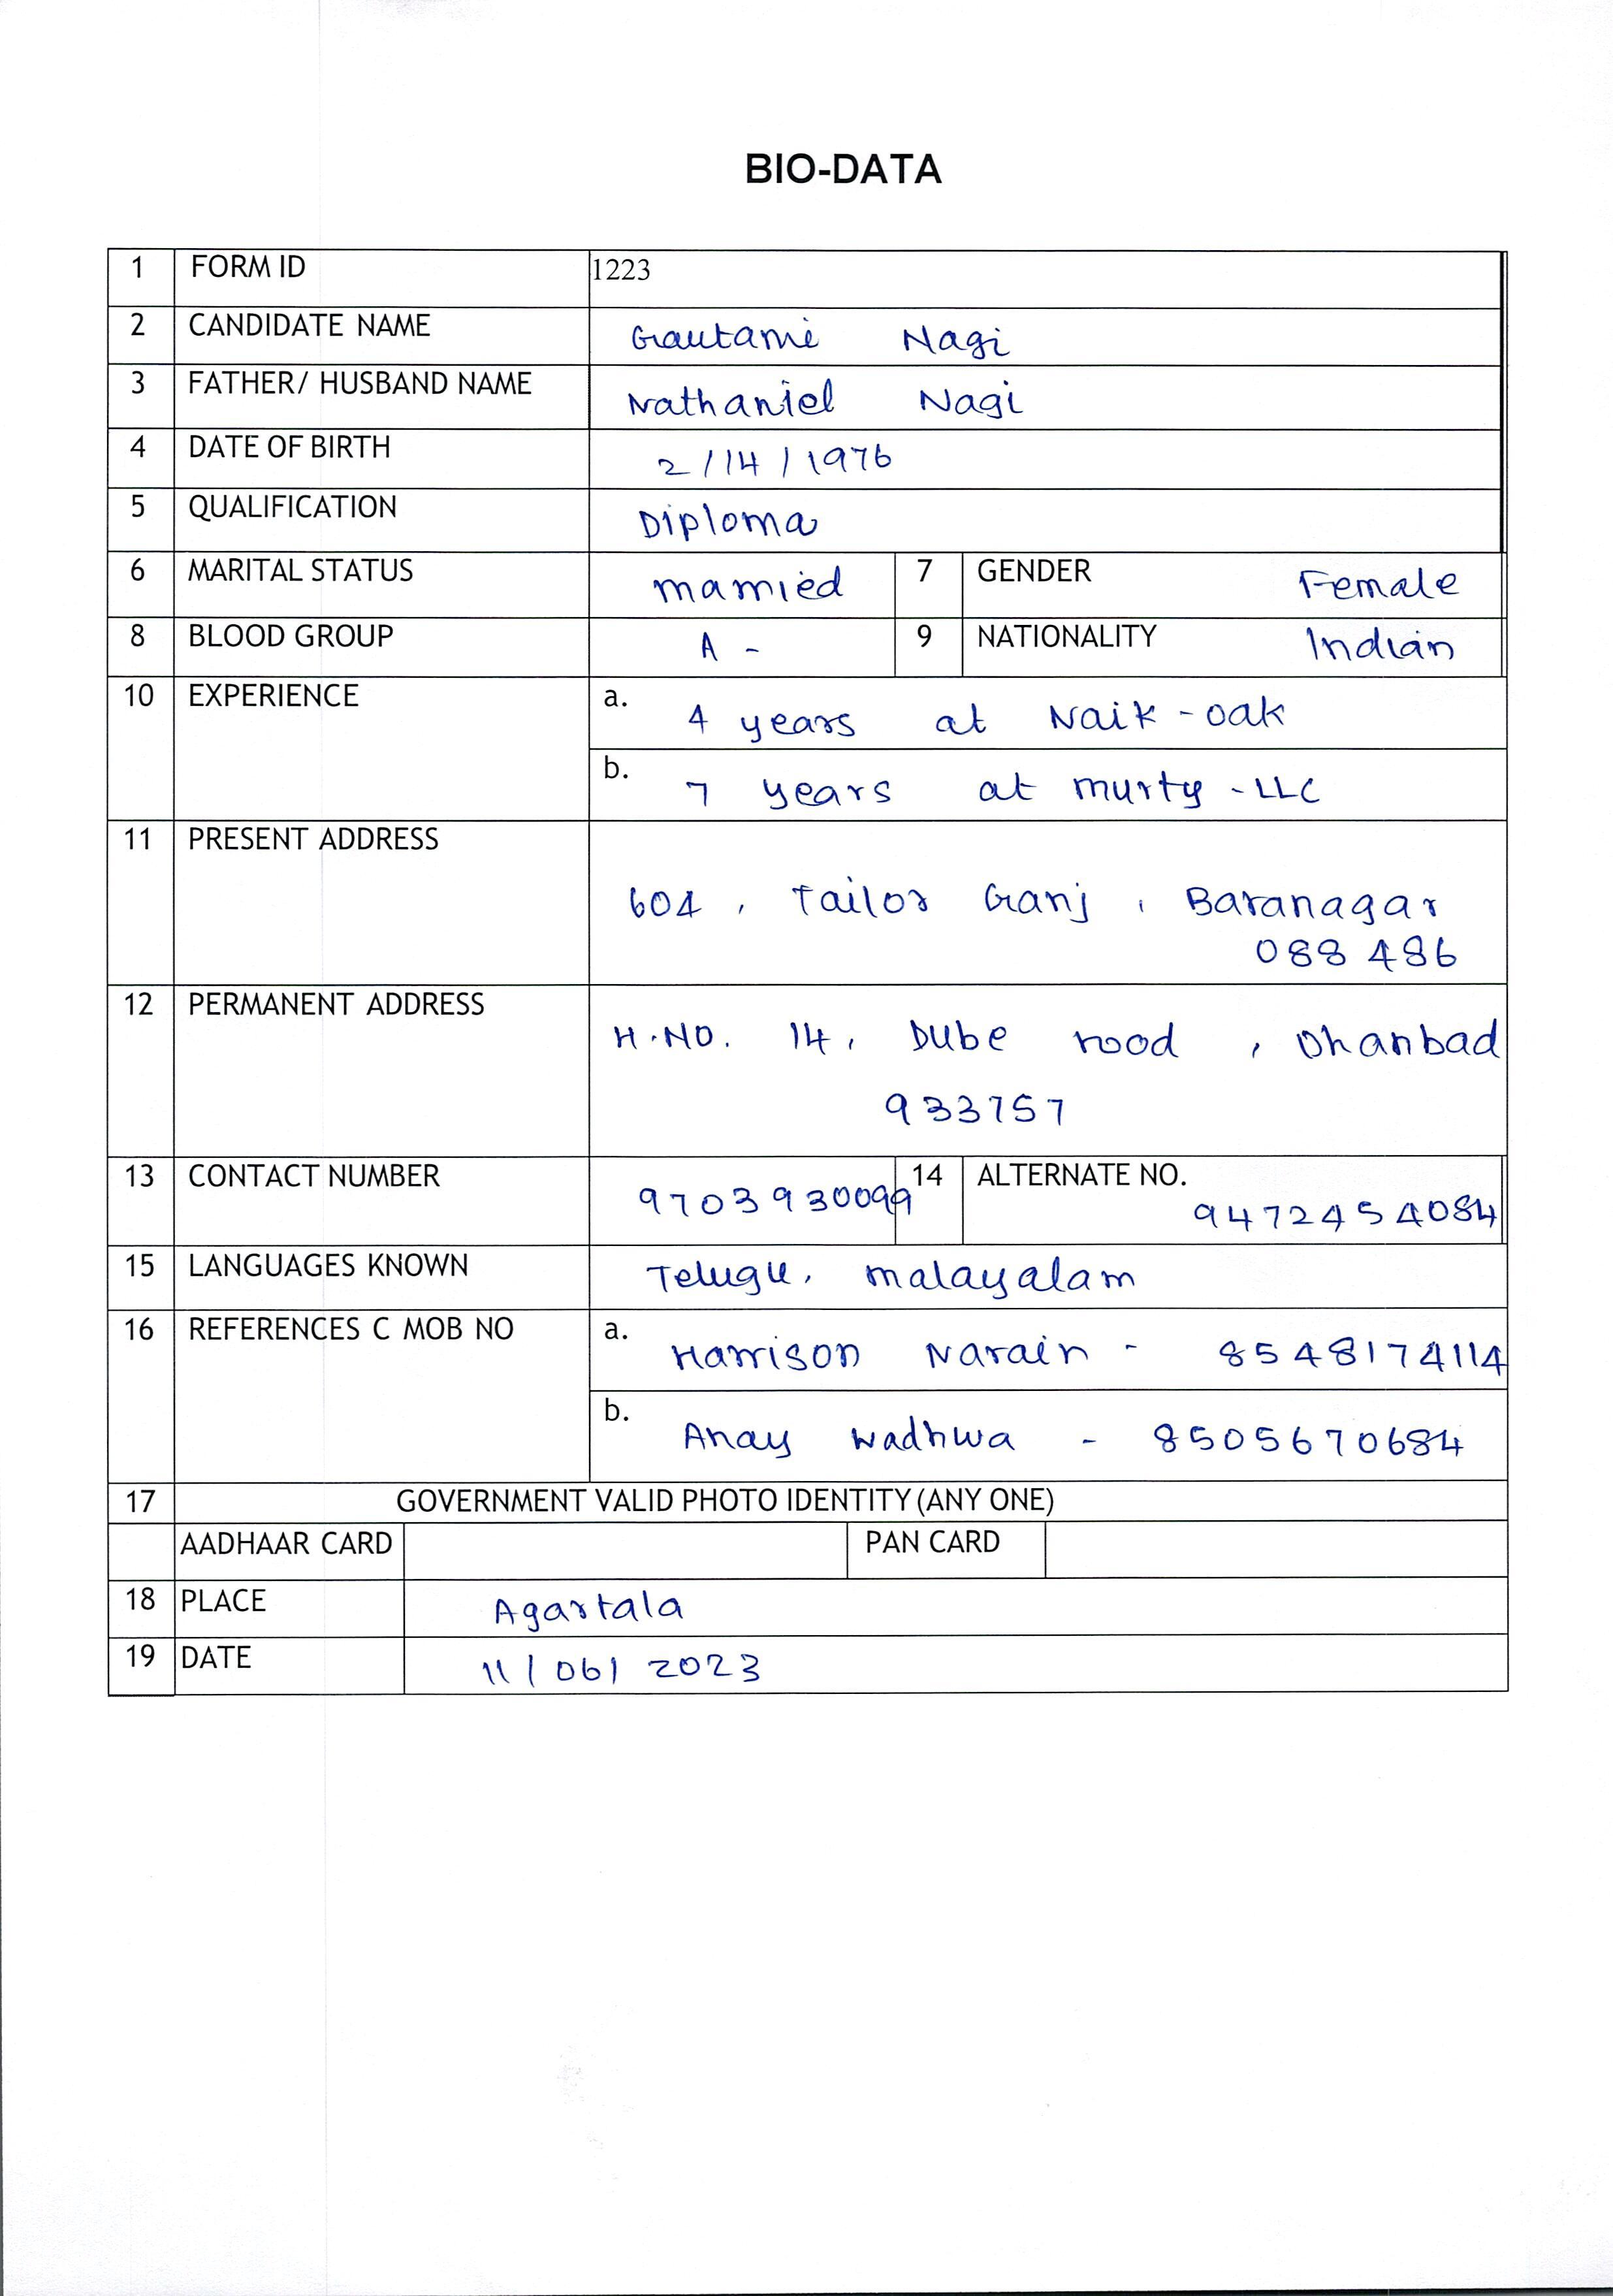 BIO-DATA
1 FORM ID 1223
2 CANDIDATE NAME Gautami Nagi
3 FATHER/ HUSBAND NAME Nathaniel Nagi
4 DATE OF BIRTH 2/14/1976
5 QUALIFICATION Diploma
6 MARITAL STATUS married 7 GENDER Female
8 BLOOD GROUP A - 9 NATIONALITY Indian
10 EXPERIENCE a. 4 years at Naik-oak
b. 7 years at murty-LLC
11 PRESENT ADDRESS
604, Tailor Ganj, Baranagar
088 486
12 PERMANENT ADDRESS
H.NO. 14, Dube road, Dhanbad
933757
13 CONTACT NUMBER 9703930099 14 ALTERNATE NO. 9472454084
15 LANGUAGES KNOWN Telugu, malayalam
16 REFERENCES C MOB NO a. Harrison Narain - 8548174114
b. Anay Wadhwa - 8505670684
17 GOVERNMENT VALID PHOTO IDENTITY (ANY ONE)
AADHAAR CARD PAN CARD
18 PLACE Agartala
19 DATE 11/06/2023